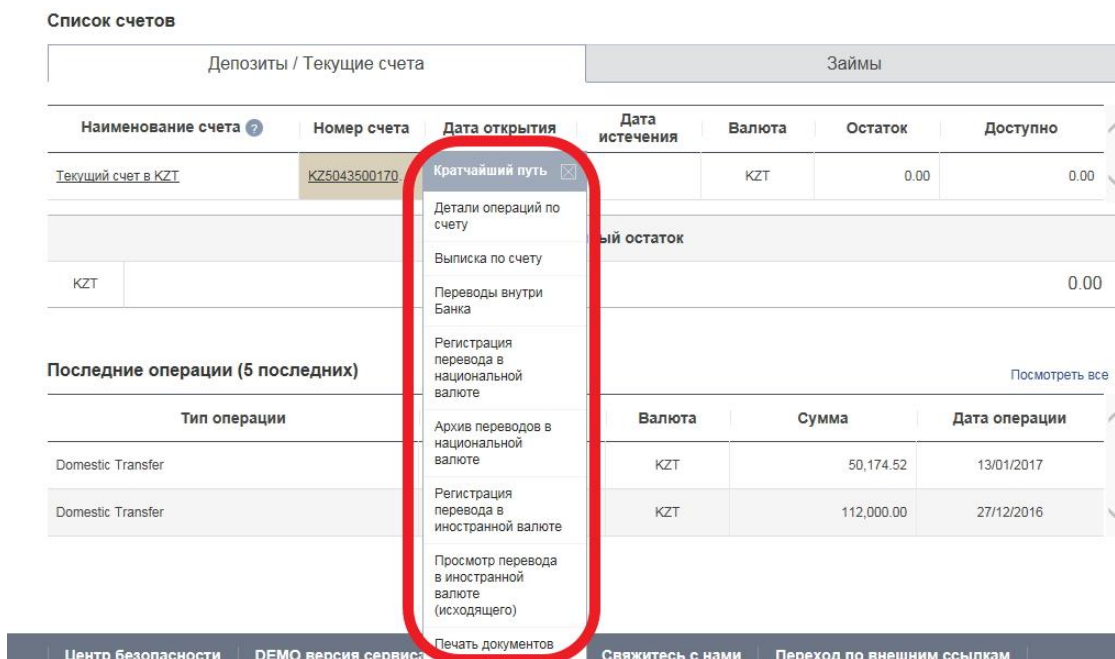 Список счетов
Депозиты / Текущие счета Займы
Наименование счета ? Номер счета Дата открытия Дата истечения Валюта Остаток Доступно
Текущий счет в KZT KZ5043500170. KZT 0.00 0.00
Кратчайший путь
Детали операций по
счету
Выписка по счету
Переводы внутри
Банка
Регистрация
перевода в
национальной
валюте
Архив переводов в
национальной
валюте
Регистрация
перевода в
иностранной валюте
Просмотр перевода
в иностранной
валюте
(исходящего)
Печать документов
ый остаток
KZT 0.00
Последние операции (5 последних) Посмотреть все
Тип операции Валюта Сумма Дата операции
Domestic Transfer KZT 50,174.52 13/01/2017
Domestic Transfer KZT 112,000.00 27/12/2016
Центр безопасности DEMO версия сервиса Свяжитесь с нами Переход по внешним ссылкам